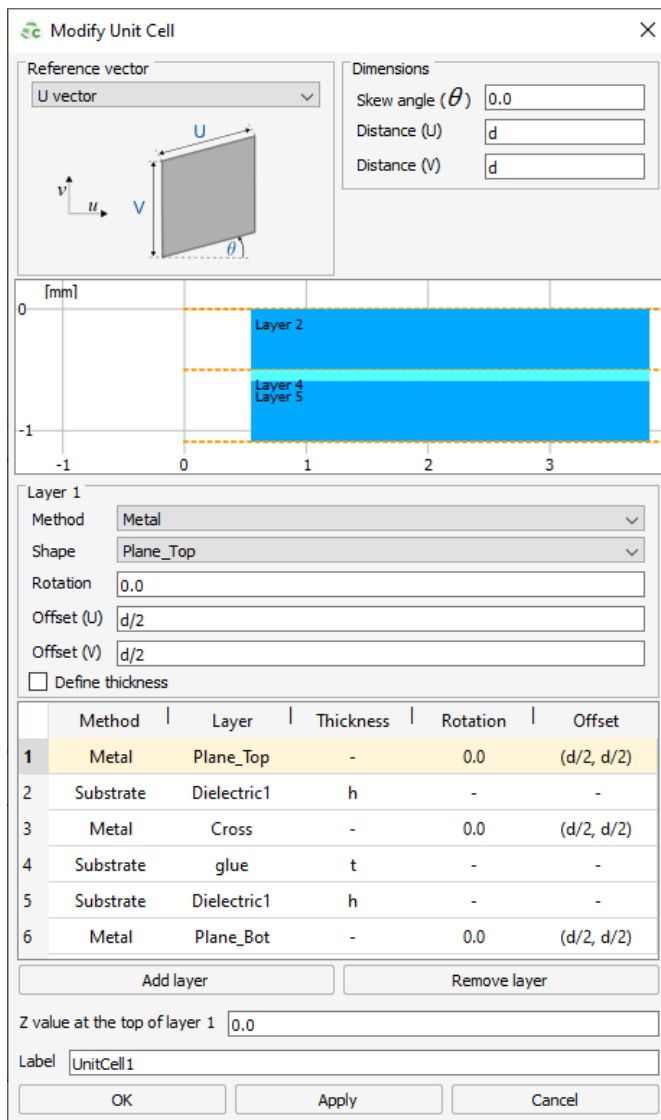 Modify Unit Cell
Reference vector
U vector
U
V
v
u
θ
Dimensions
Skew angle (θ) 0.0
Distance (U) d
Distance (V) d
[mm]
0
Layer 2
Layer 4
Layer 5
-1
-1 0 1 2 3
Layer 1
Method Metal
Shape Plane_Top
Rotation 0.0
Offset (U) d/2
Offset (V) d/2
Define thickness
Method Layer Thickness Rotation Offset
1 Metal Plane_Top - 0.0 (d/2, d/2)
2 Substrate Dielectric1 h - -
3 Metal Cross - 0.0 (d/2, d/2)
4 Substrate glue t - -
5 Substrate Dielectric1 h - -
6 Metal Plane_Bot - 0.0 (d/2, d/2)
Add layer Remove layer
Z value at the top of layer 1 0.0
Label UnitCell1
OK Apply Cancel